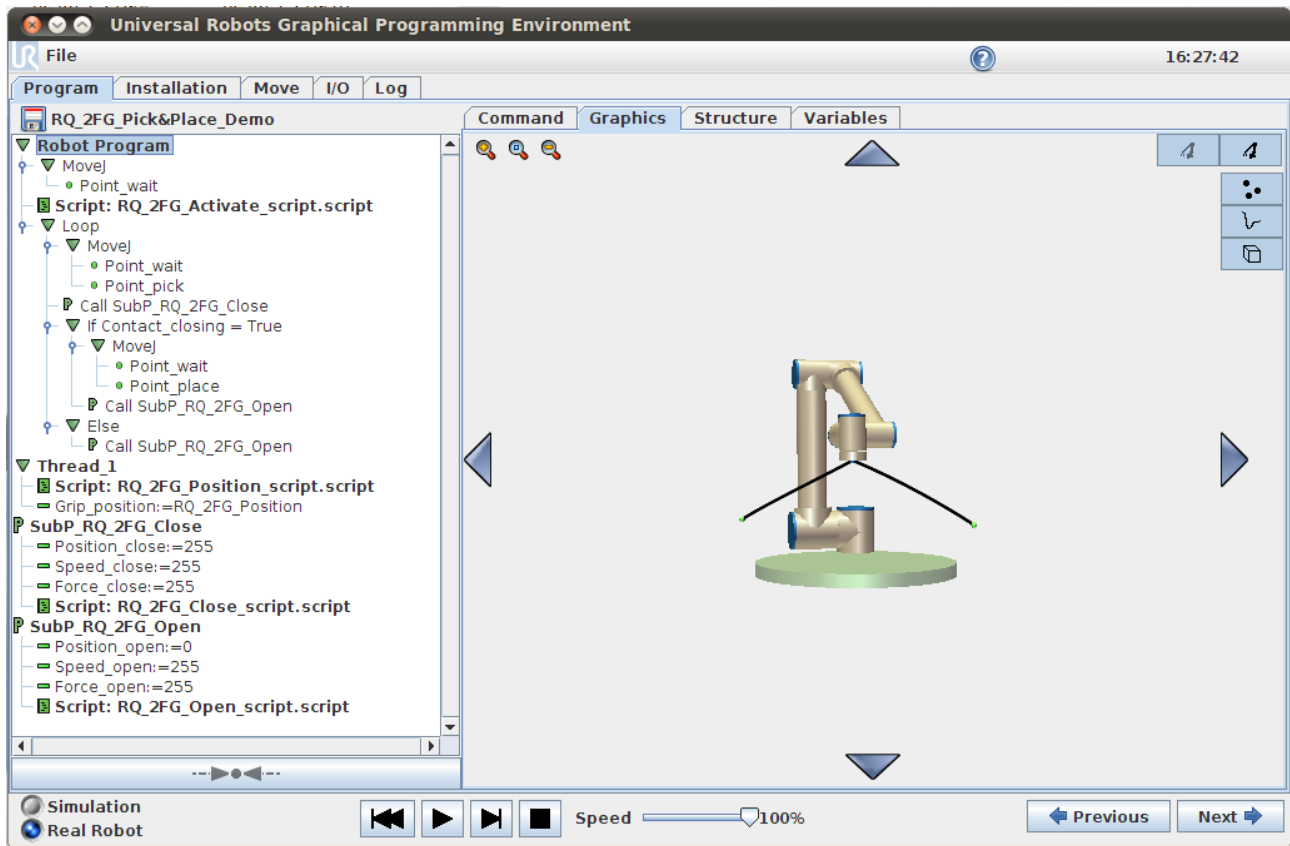 Universal Robots Graphical Programming Environment
File
16:27:42
Program Installation Move I/O Log
RQ_2FG_Pick&Place_Demo
Command Graphics Structure Variables
Robot Program
MoveJ
Point_wait
Script: RQ_2FG_Activate_script.script
Loop
MoveJ
Point_wait
Point_pick
Call SubP_RQ_2FG_Close
If Contact_closing = True
MoveJ
Point_wait
Point_place
Call SubP_RQ_2FG_Open
Else
Call SubP_RQ_2FG_Open
Thread_1
Script: RQ_2FG_Position_script.script
Grip_position:=RQ_2FG_Position
SubP_RQ_2FG_Close
Position_close:=255
Speed_close:=255
Force_close:=255
Script: RQ_2FG_Close_script.script
SubP_RQ_2FG_Open
Position_open:=0
Speed_open:=255
Force_open:=255
Script: RQ_2FG_Open_script.script
Simulation
Real Robot
Speed 100%
Previous
Next